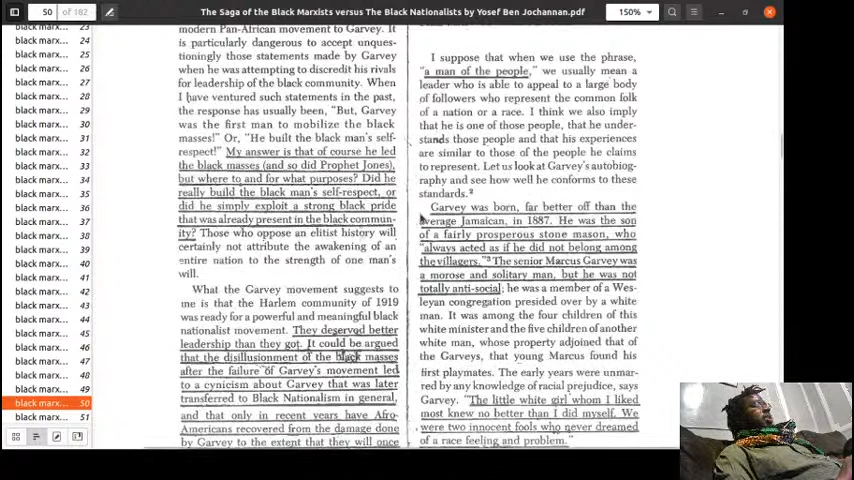 50 of 182
The Saga of the Black Marxists versus The Black Nationalists by Yosef Ben Jochannan.pdf
150%
black marx... 23
black marx... 24
black marx... 25
black marx... 26
black marx... 27
black marx... 28
black marx... 29
black marx... 30
black marx... 31
black marx... 32
black marx... 33
black marx... 34
black marx... 35
black marx... 36
black marx... 37
black marx... 38
black marx... 39
black marx... 40
black marx... 41
black marx... 42
black marx... 43
black marx... 44
black marx... 45
black marx... 46
black marx... 47
black marx... 48
black marx... 49
black marx... 50
black marx... 51
modern Pan-African movement to Garvey. It
is particularly dangerous to accept unques-
tioningly those statements made by Garvey
when he was attempting to discredit his rivals
for leadership of the black community. When
I have ventured such statements in the past,
the response has usually been, "But, Garvey
was the first man to mobilize the black
masses!" Or, "He built the black man's self-
respect!" My answer is that of course he led
the black masses (and so did Prophet Jones),
but where to and for what purposes? Did he
really build the black man's self-respect, or
did he simply exploit a strong black pride
that was already present in the black commun-
ity? Those who oppose an elitist history will
certainly not attribute the awakening of an
entire nation to the strength of one man's
will.
What the Garvey movement suggests to
me is that the Harlem community of 1919
was ready for a powerful and meaningful black
nationalist movement. They deserved better
leadership than they got. It could be argued
that the disillusionment of the black masses
after the failure of Garvey's movement led
to a cynicism about Garvey that was later
transferred to Black Nationalism in general,
and that only in recent years have Afro-
Americans recovered from the damage done
by Garvey to the extent that they will once
I suppose that when we use the phrase,
"a man of the people," we usually mean a
leader who is able to appeal to a large body
of followers who represent the common folk
of a nation or a race. I think we also imply
that he is one of those people, that he under-
stands those people and that his experiences
are similar to those of the people he claims
to represent. Let us look at Garvey's autobiog-
raphy and see how well he conforms to these
standards.²
Garvey was born, far better off than the
average Jamaican, in 1887. He was the son
of a fairly prosperous stone mason, who
"always acted as if he did not belong among
the villagers."³ The senior Marcus Garvey was
a morose and solitary man, but he was not
totally anti-social; he was a member of a Wes-
leyan congregation presided over by a white
man. It was among the four children of this
white minister and the five children of another
white man, whose property adjoined that of
the Garveys, that young Marcus found his
first playmates. The early years were unmar-
red by any knowledge of racial prejudice, says
Garvey. "The little white girl whom I liked
most knew no better than I did myself. We
were two innocent fools who never dreamed
of a race feeling and problem."